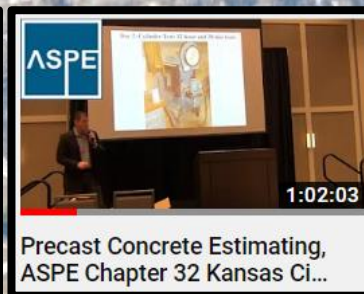 ASPE
1:02:03
Precast Concrete Estimating,
ASPE Chapter 32 Kansas Ci...